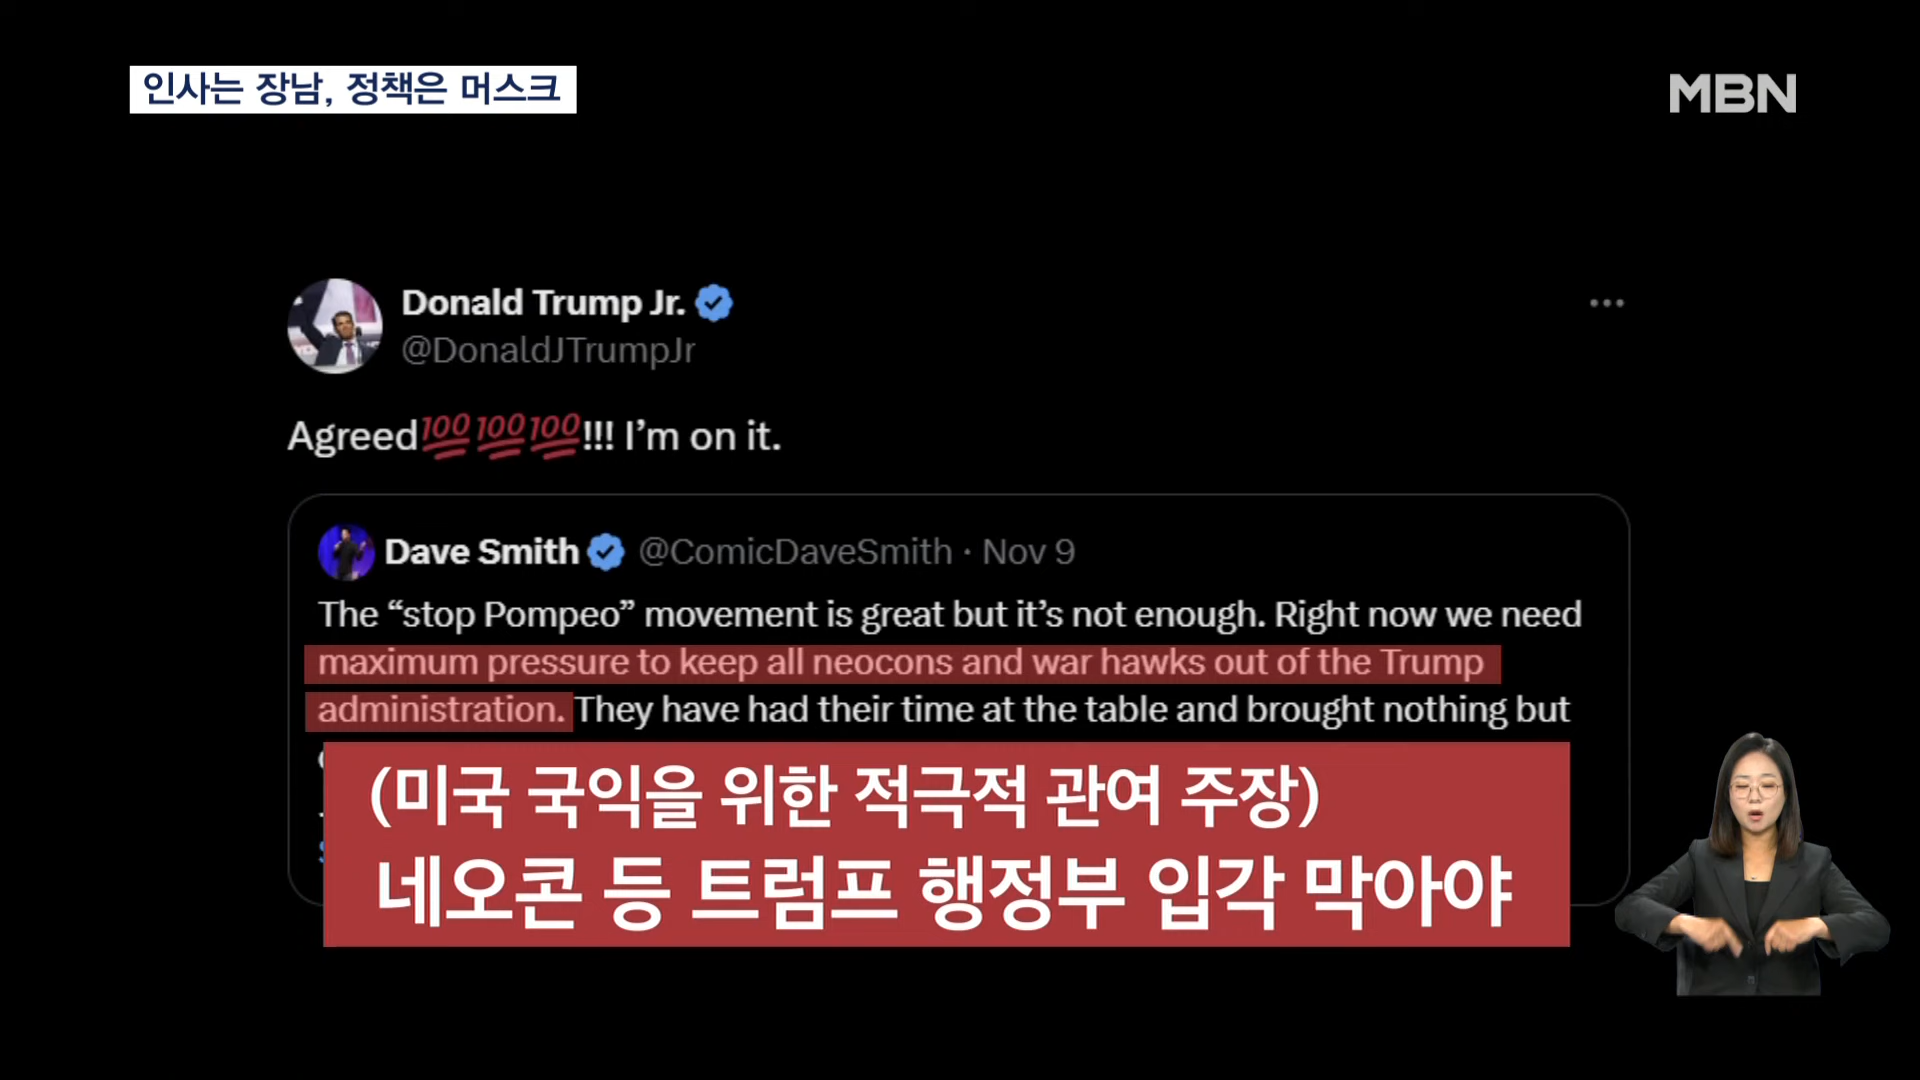 인사는 장남, 정책은 머스크
MBN
Donald Trump Jr.
@DonaldJTrumpJr
Agreed💯💯💯!!! I’m on it.
Dave Smith @ComicDaveSmith · Nov 9
The “stop Pompeo” movement is great but it’s not enough. Right now we need
maximum pressure to keep all neocons and war hawks out of the Trump
administration. They have had their time at the table and brought nothing but
(미국 국익을 위한 적극적 관여 주장)
네오콘 등 트럼프 행정부 입각 막아야